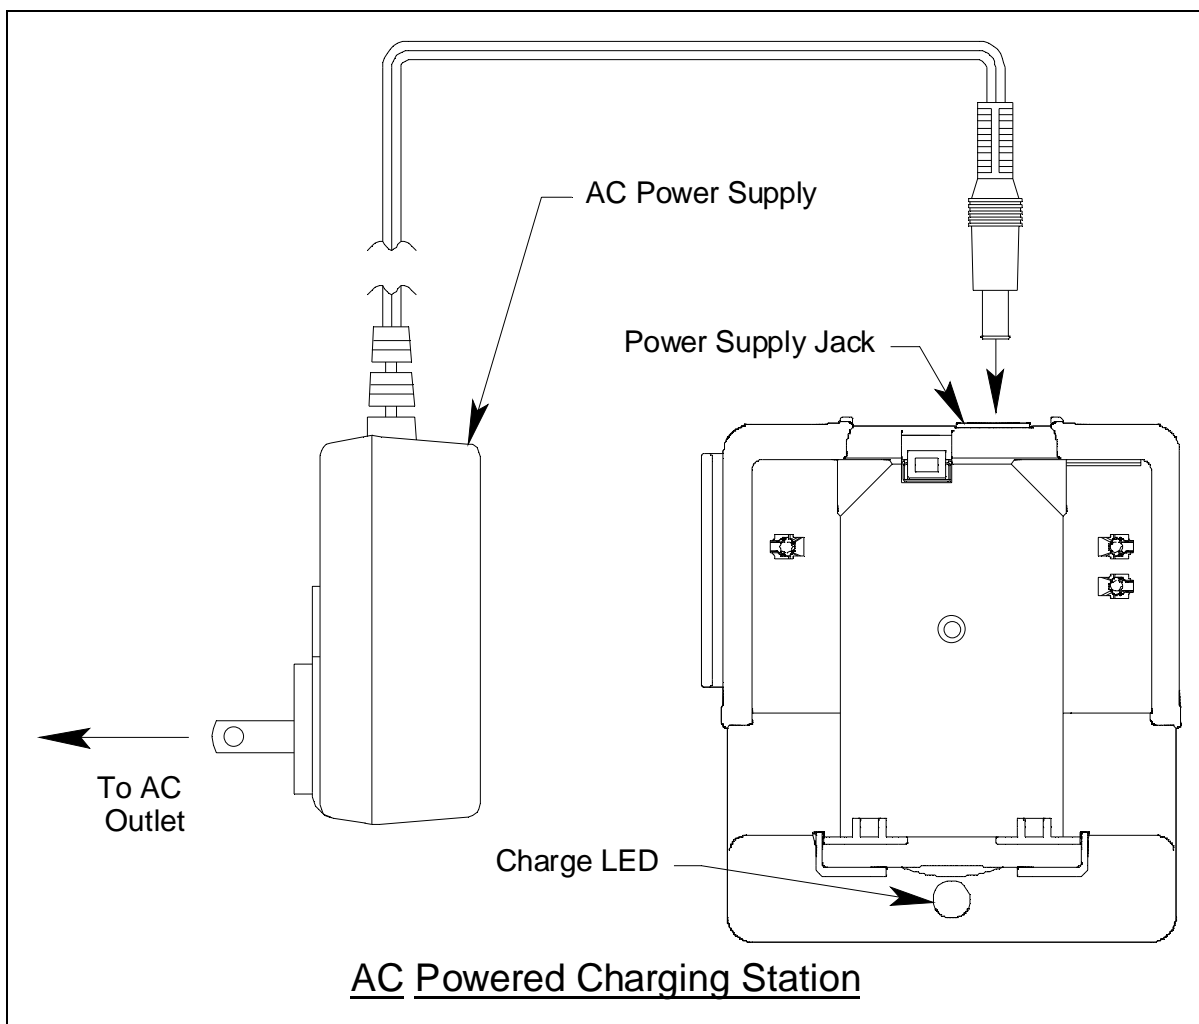 AC Power Supply
Power Supply Jack
To AC
Outlet
Charge LED
AC Powered Charging Station